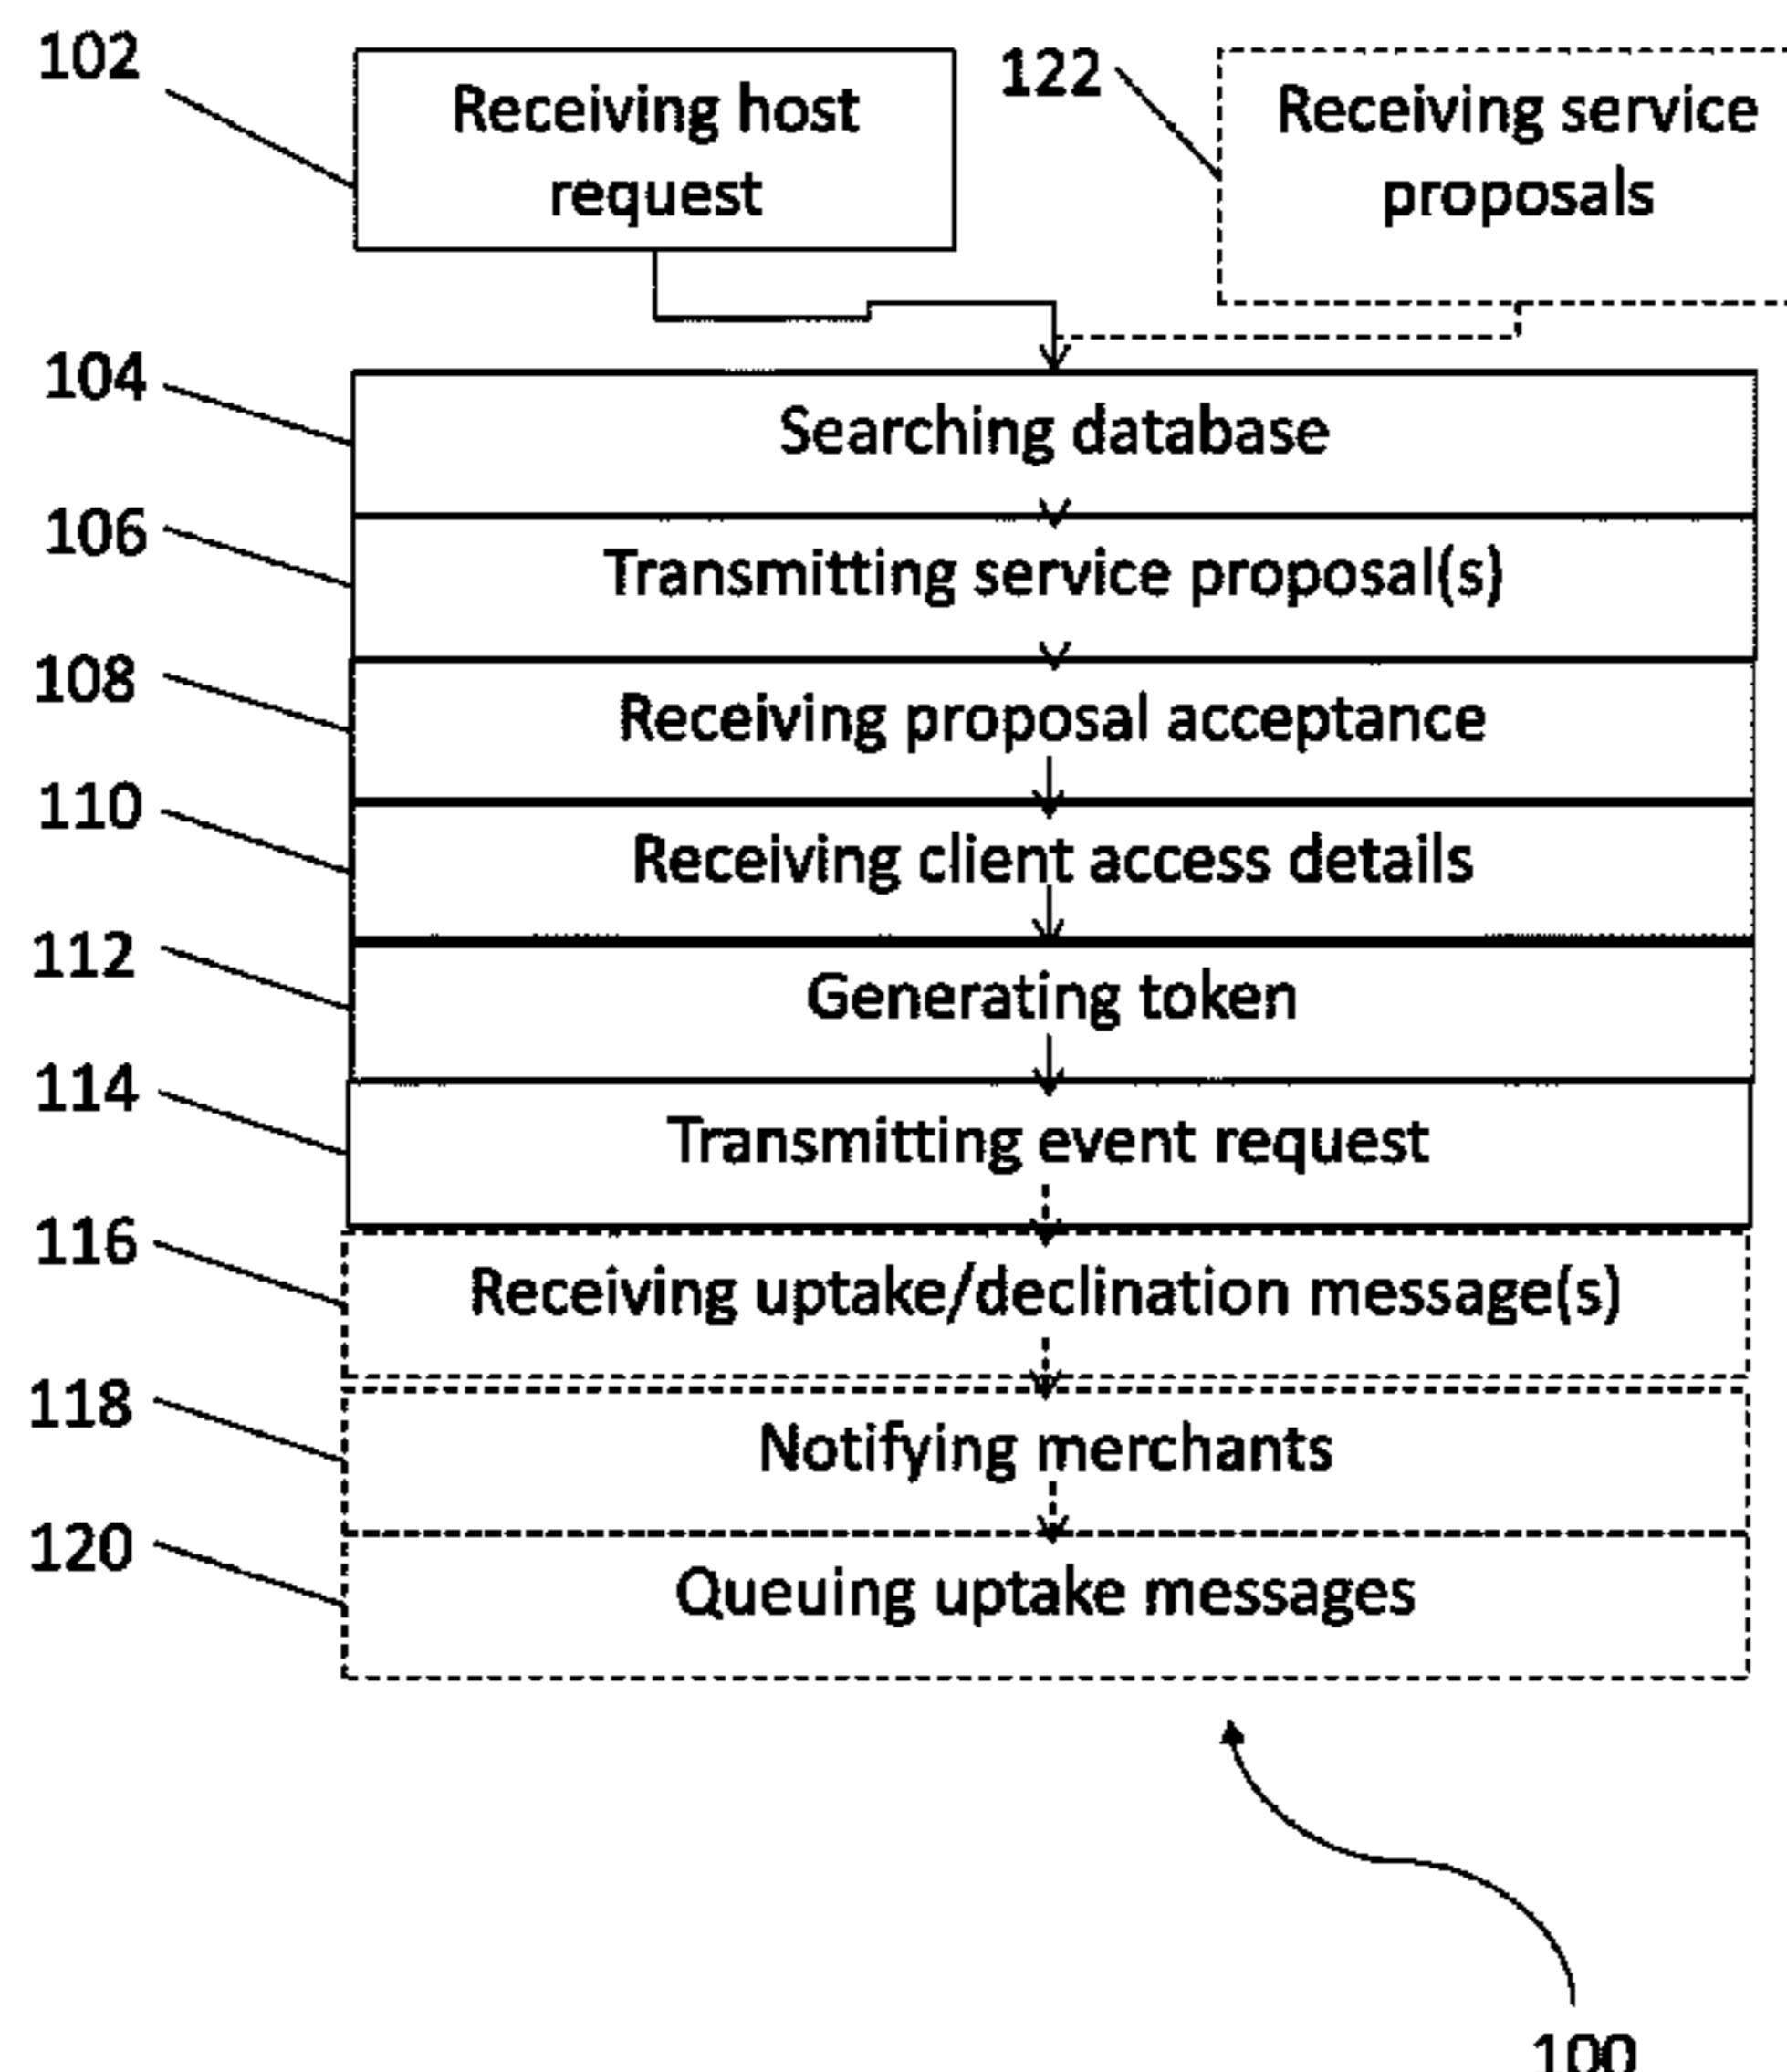 102
Receiving host
request
122
Receiving service
proposals
104
Searching database
106
Transmitting service proposal(s)
108
Receiving proposal acceptance
110
Receiving client access details
112
Generating token
114
Transmitting event request
116
Receiving uptake/declination message(s)
118
Notifying merchants
120
Queuing uptake messages
100